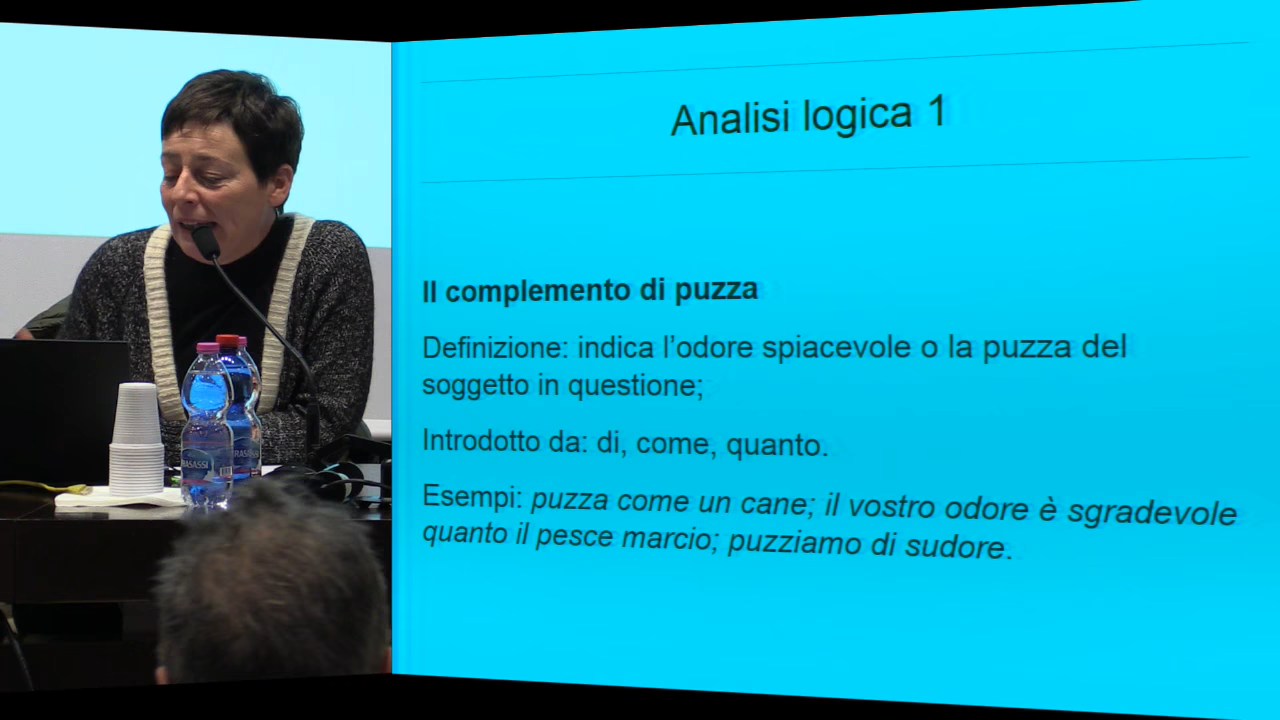 Analisi logica 1
Il complemento di puzza
Definizione: indica l'odore spiacevole o la puzza del
soggetto in questione;
Introdotto da: di, come, quanto.
Esempi: puzza come un cane; il vostro odore è sgradevole
quanto il pesce marcio; puzziamo di sudore.
RASASSI